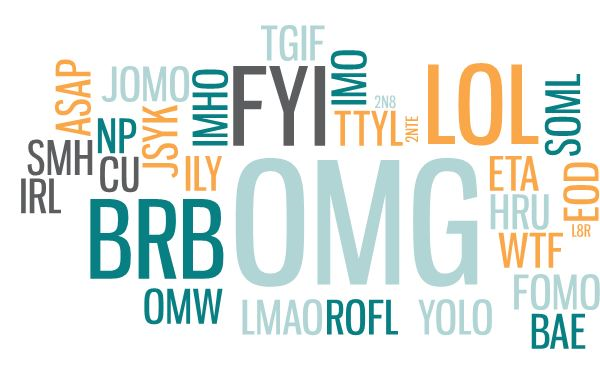 TGIF
ASAP
JOMO
IMHO
FYI
IMO
2N8
LOL
SOML
NP
JSYK
TTYL
2NTE
SMH
CU
ILY
IRL
OMG
ETA
EOD
BRB
HRU
L8R
WTF
OMW
LMAO
ROFL
YOLO
FOMO
BAE